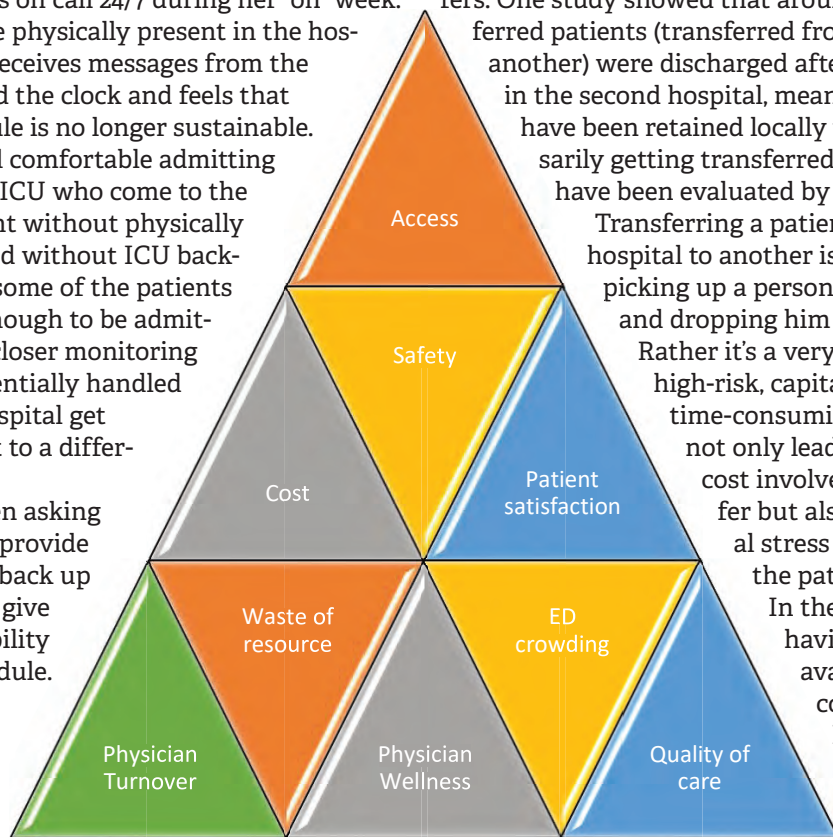 s on call 24/7 during her "on" week.
e physically present in the hos-
eceives messages from the
d the clock and feels that
ule is no longer sustainable.
l comfortable admitting
ICU who come to the
nt without physically
d without ICU back-
some of the patients
nough to be admit-
closer monitoring
entially handled
spital get
t to a differ-
en asking
provide
back up
give
bility
dule.
Access
Safety
Cost
Patient
satisfaction
Waste of
resource
ED
crowding
Physician
Turnover
Physician
Wellness
Quality of
care
fers. One study showed that arou
ferred patients (transferred fro
another) were discharged afte
in the second hospital, mean
have been retained locally
sarily getting transferred
have been evaluated by
Transferring a patien
hospital to another is
picking up a person
and dropping him
Rather it's a very
high-risk, capita
time-consumi
not only lead
cost involve
fer but als
al stress
the pat
In the
havi
ava
co